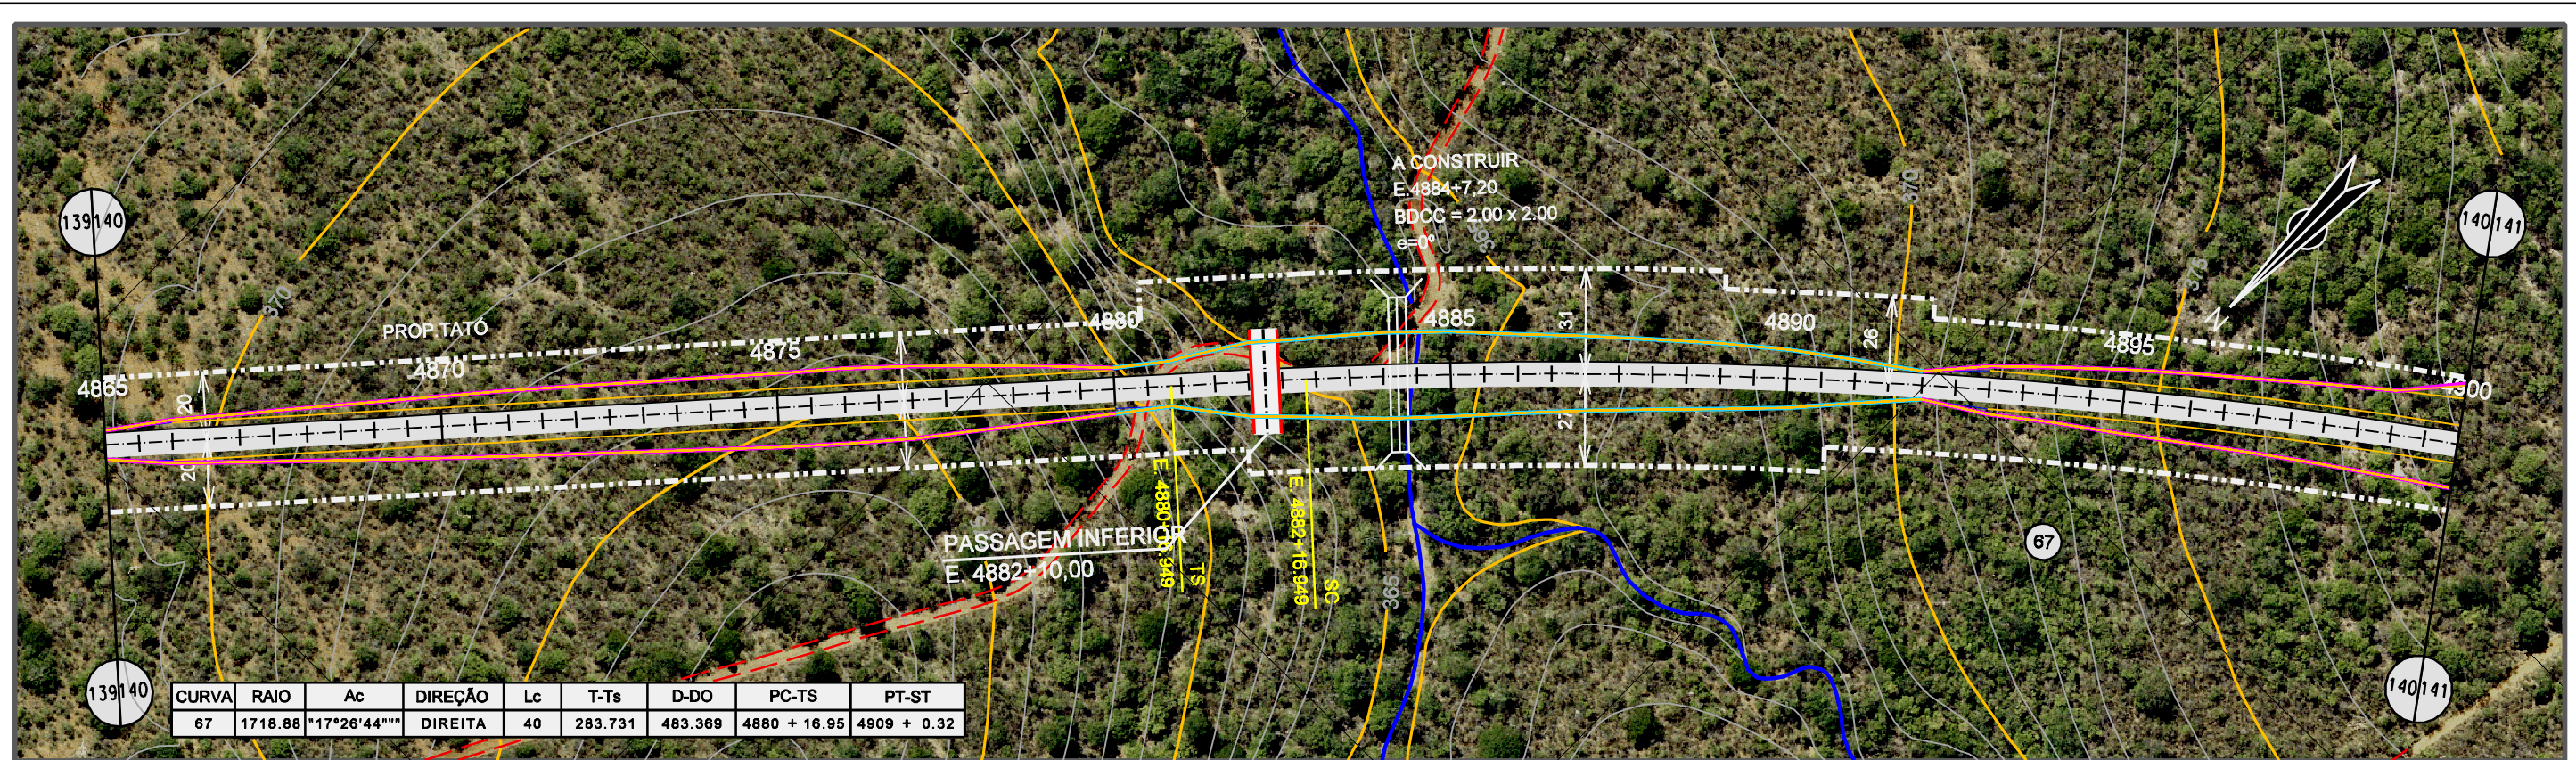 A CONSTRUIR
E.4884+7,20
BDCC = 2.00 x 2.00
e=0°
139 140
140 141
370
365
370
375
N
PROP.TATÓ
4865
4870
4875
4880
4885
4890
4895
4900
20
20
31
27
26
PASSAGEM INFERIOR
E. 4882+10,00
TS
E. 4882+16.949
SC
365
67
139 140
140 141
CURVA RAIO Ac DIREÇÃO Lc T-Ts D-DO PC-TS PT-ST
67 1718.88 "17°26'44""" DIREITA 40 283.731 483.369 4880 + 16.95 4909 + 0.32